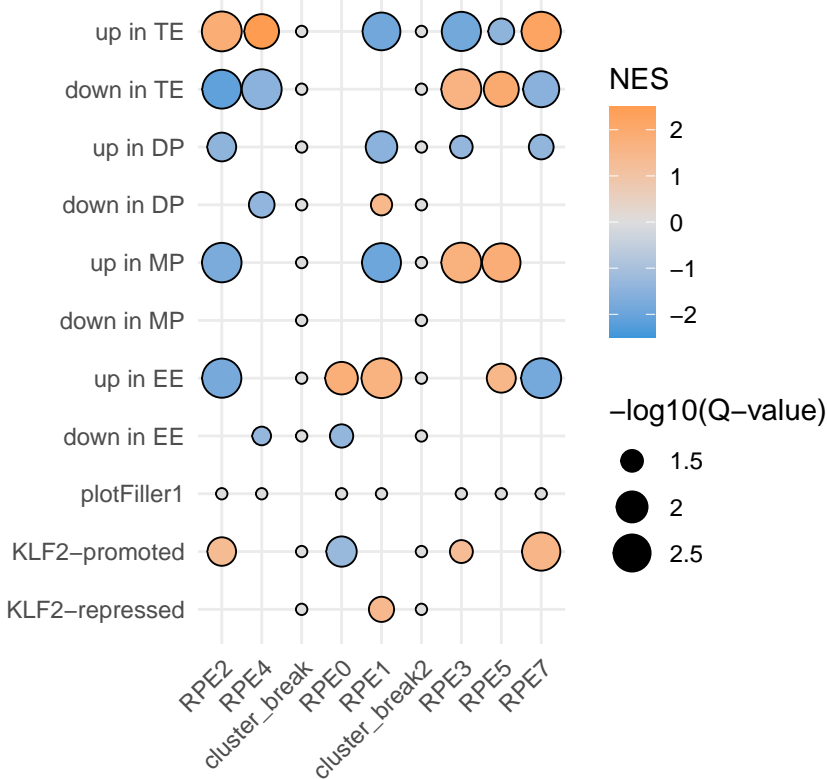 up in TE
down in TE
up in DP
down in DP
up in MP
down in MP
up in EE
down in EE
plotFiller1
KLF2−promoted
KLF2−repressed
RPE2
RPE4
cluster_break
RPE0
RPE1
cluster_break2
RPE3
RPE5
RPE7
NES
2
1
0
−1
−2
−log10(Q−value)
1.5
2
2.5